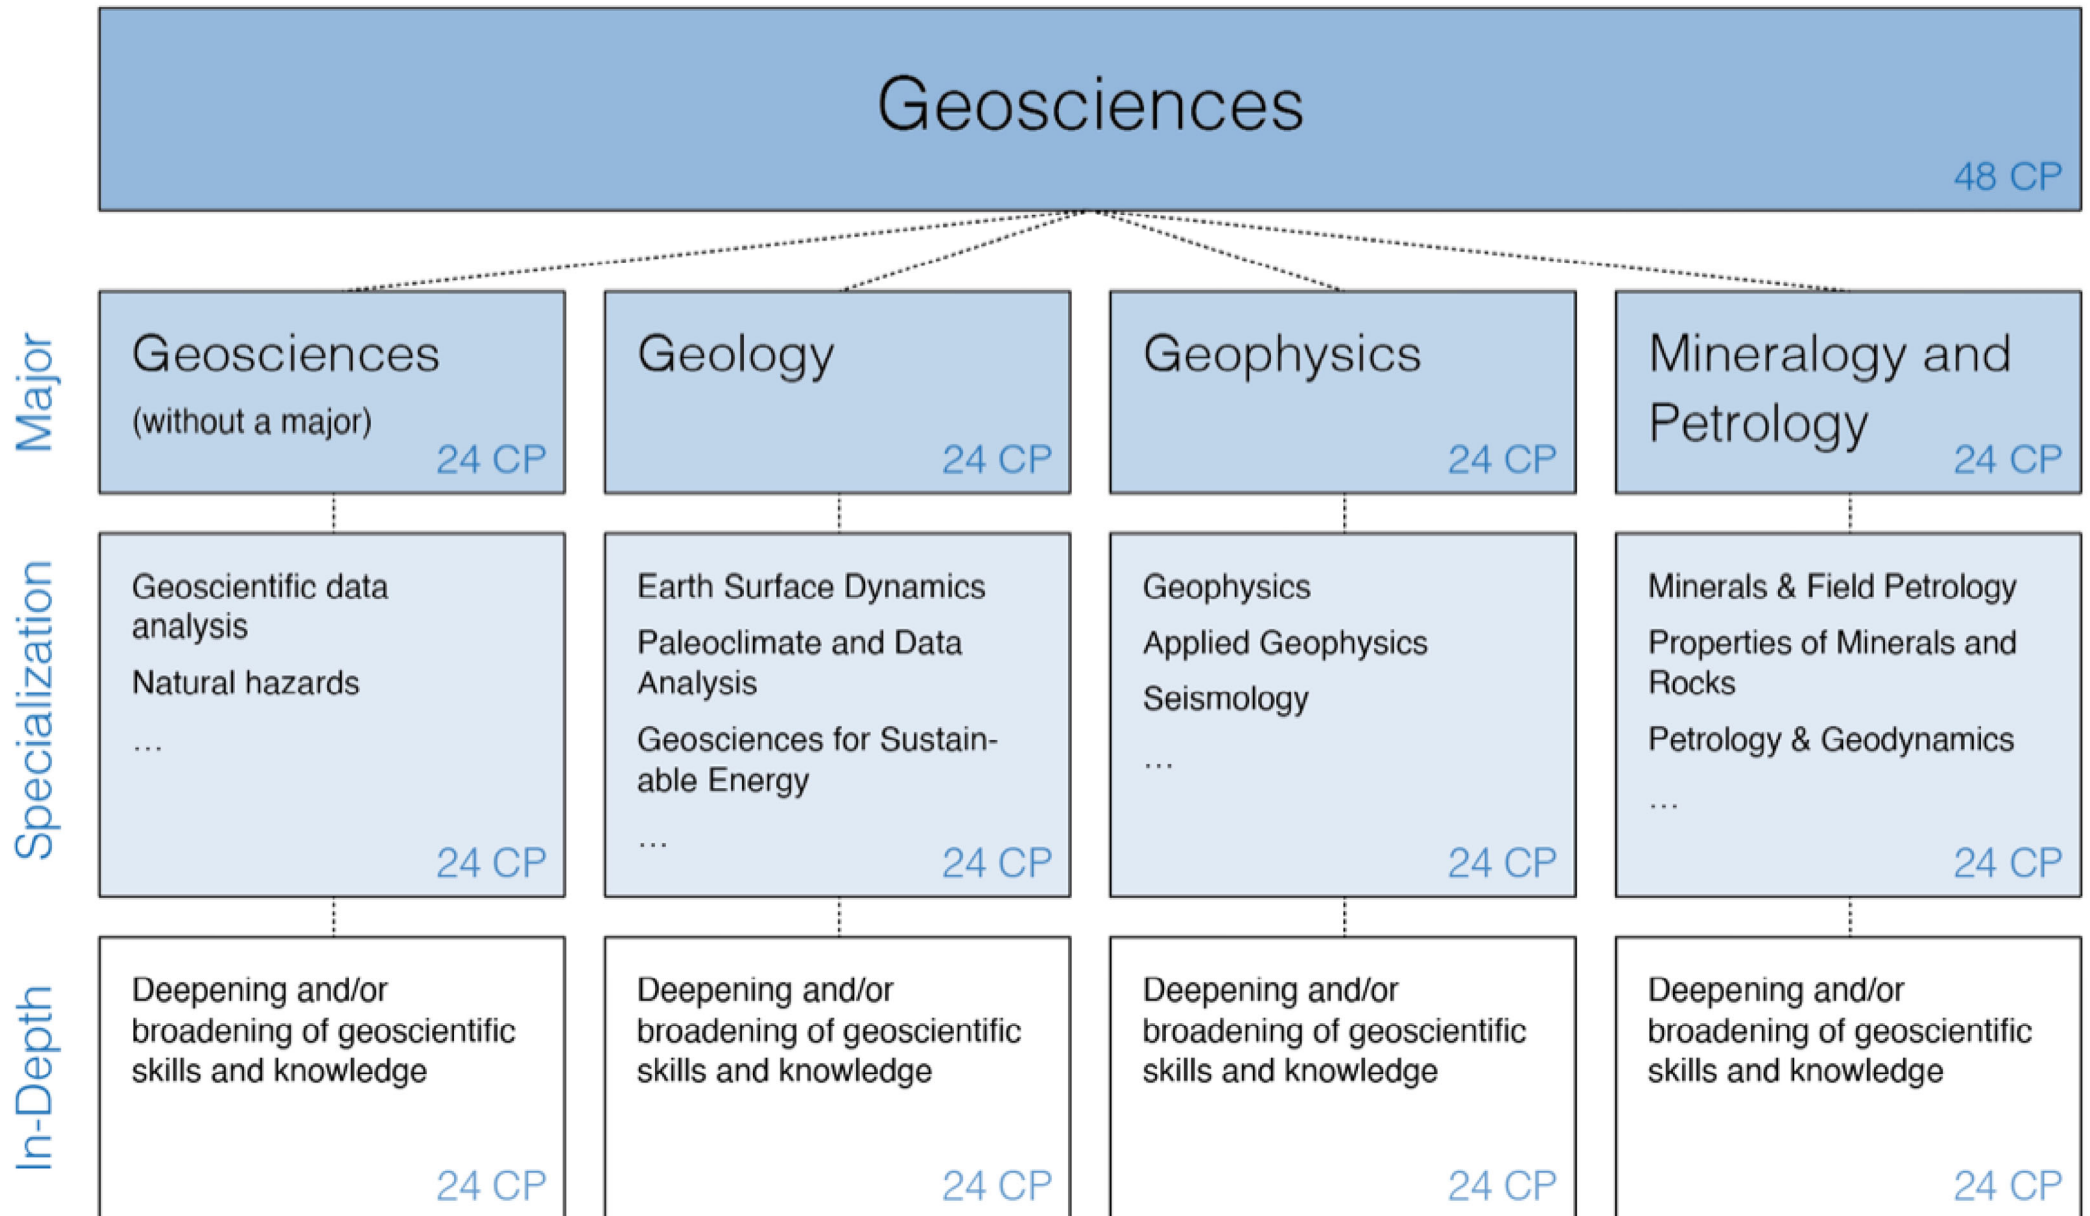 Geosciences
48 CP
Major
Geosciences
(without a major)
24 CP
Geology
24 CP
Geophysics
24 CP
Mineralogy and
Petrology
24 CP
Specialization
Geoscientific data
analysis
Natural hazards
...
24 CP
Earth Surface Dynamics
Paleoclimate and Data
Analysis
Geosciences for Sustain-
able Energy
...
24 CP
Geophysics
Applied Geophysics
Seismology
...
24 CP
Minerals & Field Petrology
Properties of Minerals and
Rocks
Petrology & Geodynamics
...
24 CP
In-Depth
Deepening and/or
broadening of geoscientific
skills and knowledge
24 CP
Deepening and/or
broadening of geoscientific
skills and knowledge
24 CP
Deepening and/or
broadening of geoscientific
skills and knowledge
24 CP
Deepening and/or
broadening of geoscientific
skills and knowledge
24 CP